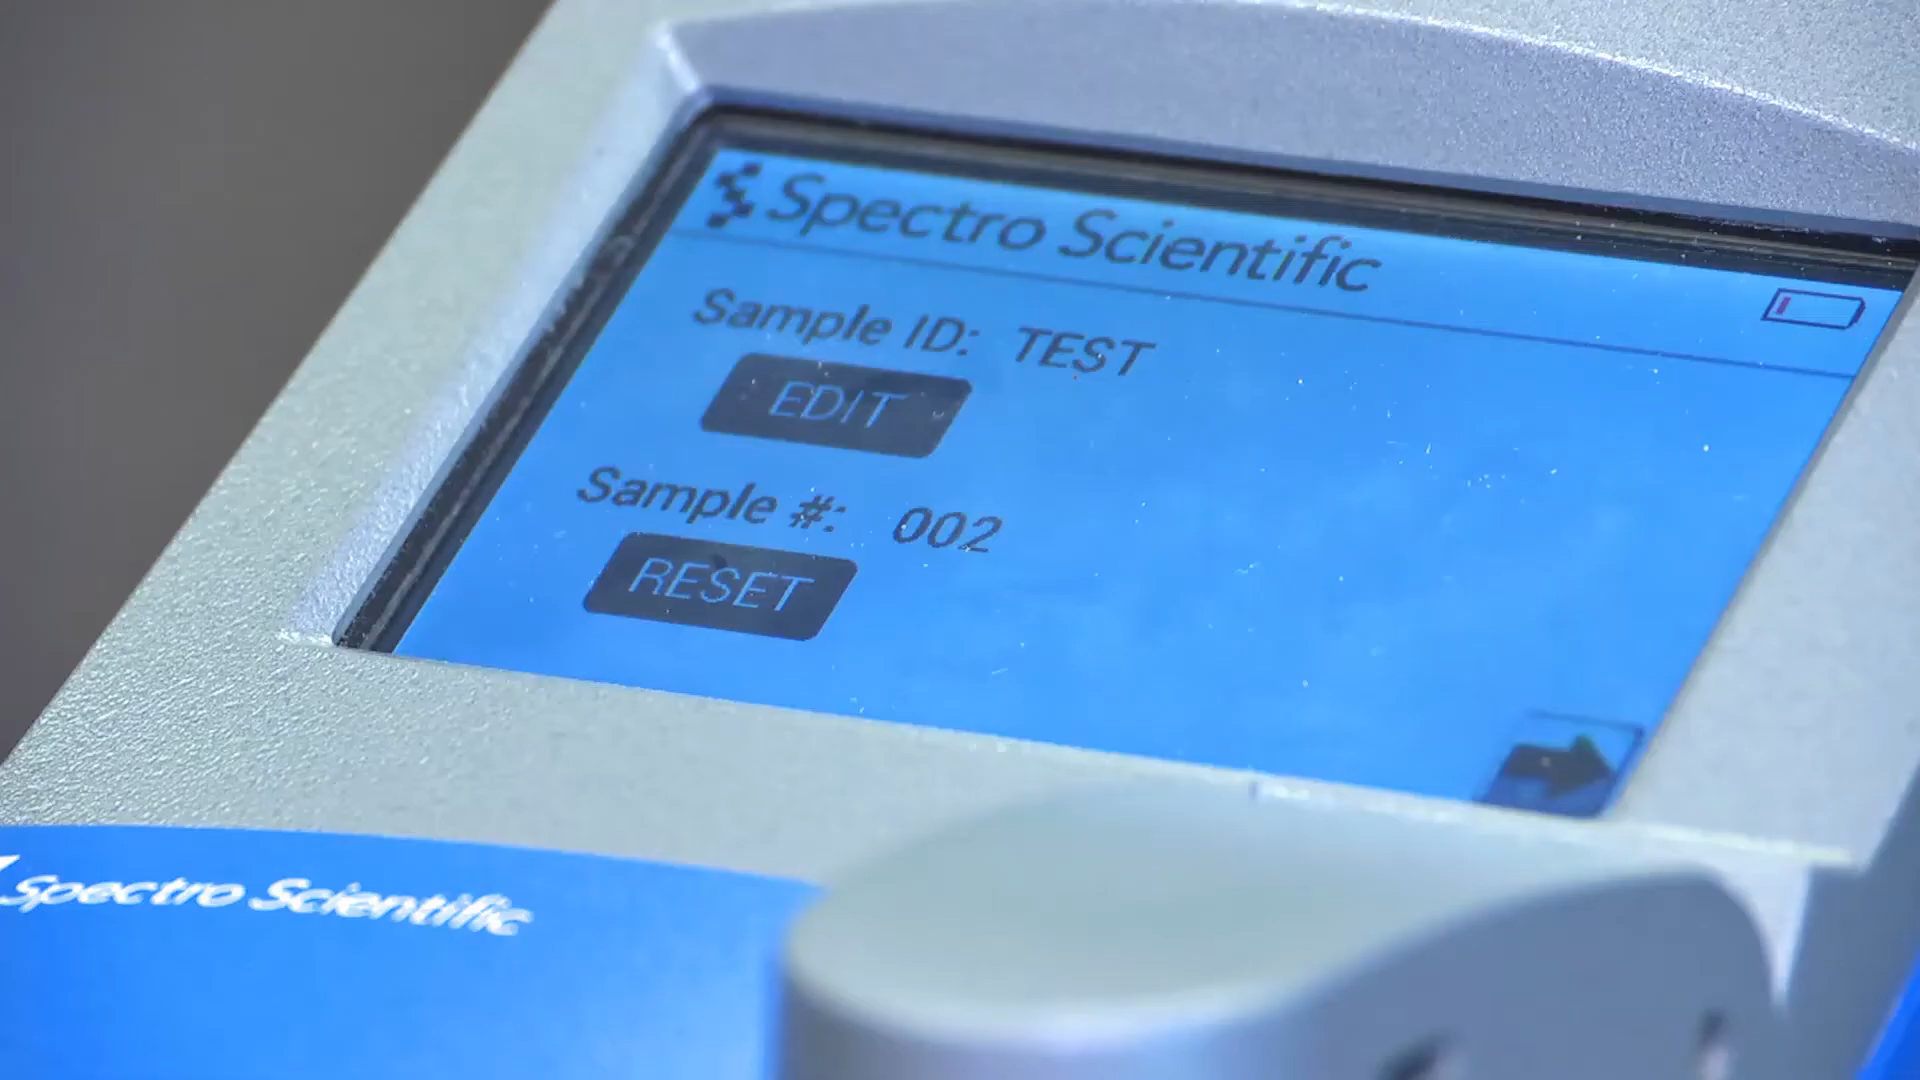 Spectro Scientific
Sample ID: TEST
EDIT
Sample #: 002
RESET
Spectro Scientific